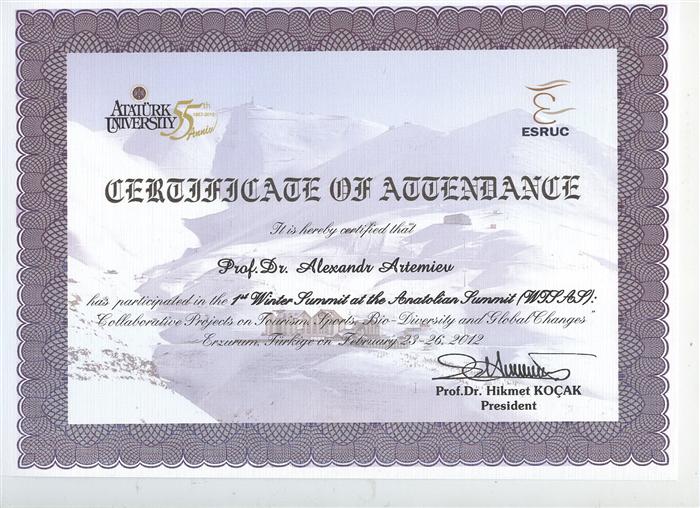 ATATÜRK
UNIVERSITY
55th
1957-2012
Anniv
ESRUC
CERTIFICATE OF ATTENDANCE
It is hereby certified that
Prof.Dr. Alexandr Artemiev
has participated in the 1st Winter Summit at the Anatolian Summit (WTSAS):
"Collaborative Projects on Tourism, Sports, Bio-Diversity and Global Changes"
Erzurum, Türkiye on February 23-26, 2012
Prof.Dr. Hikmet KOÇAK
President